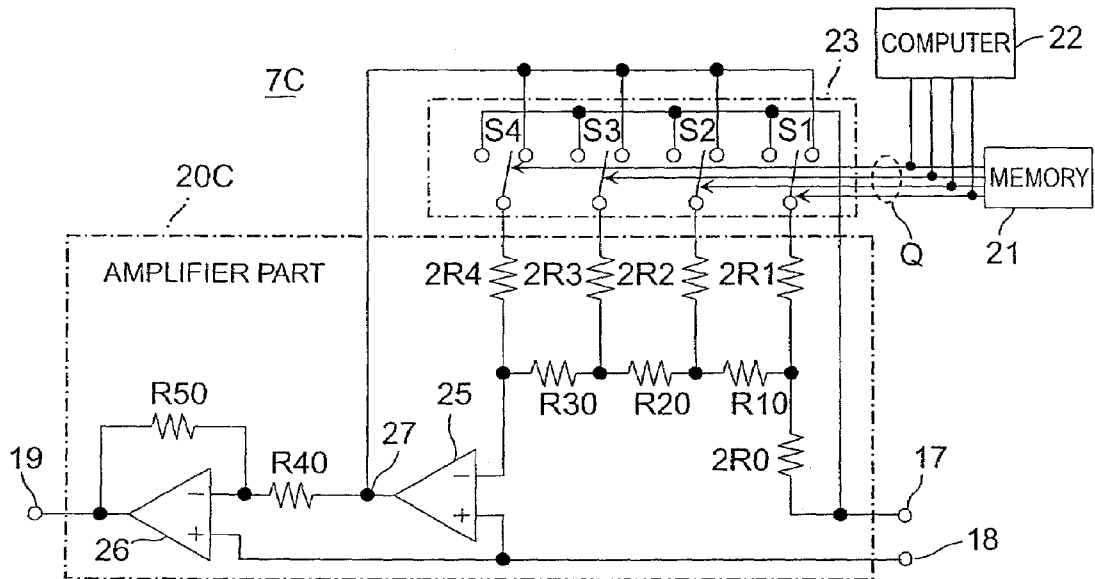 COMPUTER
22
23
7C
S4
S3
S2
S1
MEMORY
20C
Q
21
AMPLIFIER PART
2R4
2R3
2R2
2R1
R50
25
R30
R20
R10
27
19
R40
2R0
17
−
−
+
+
26
18